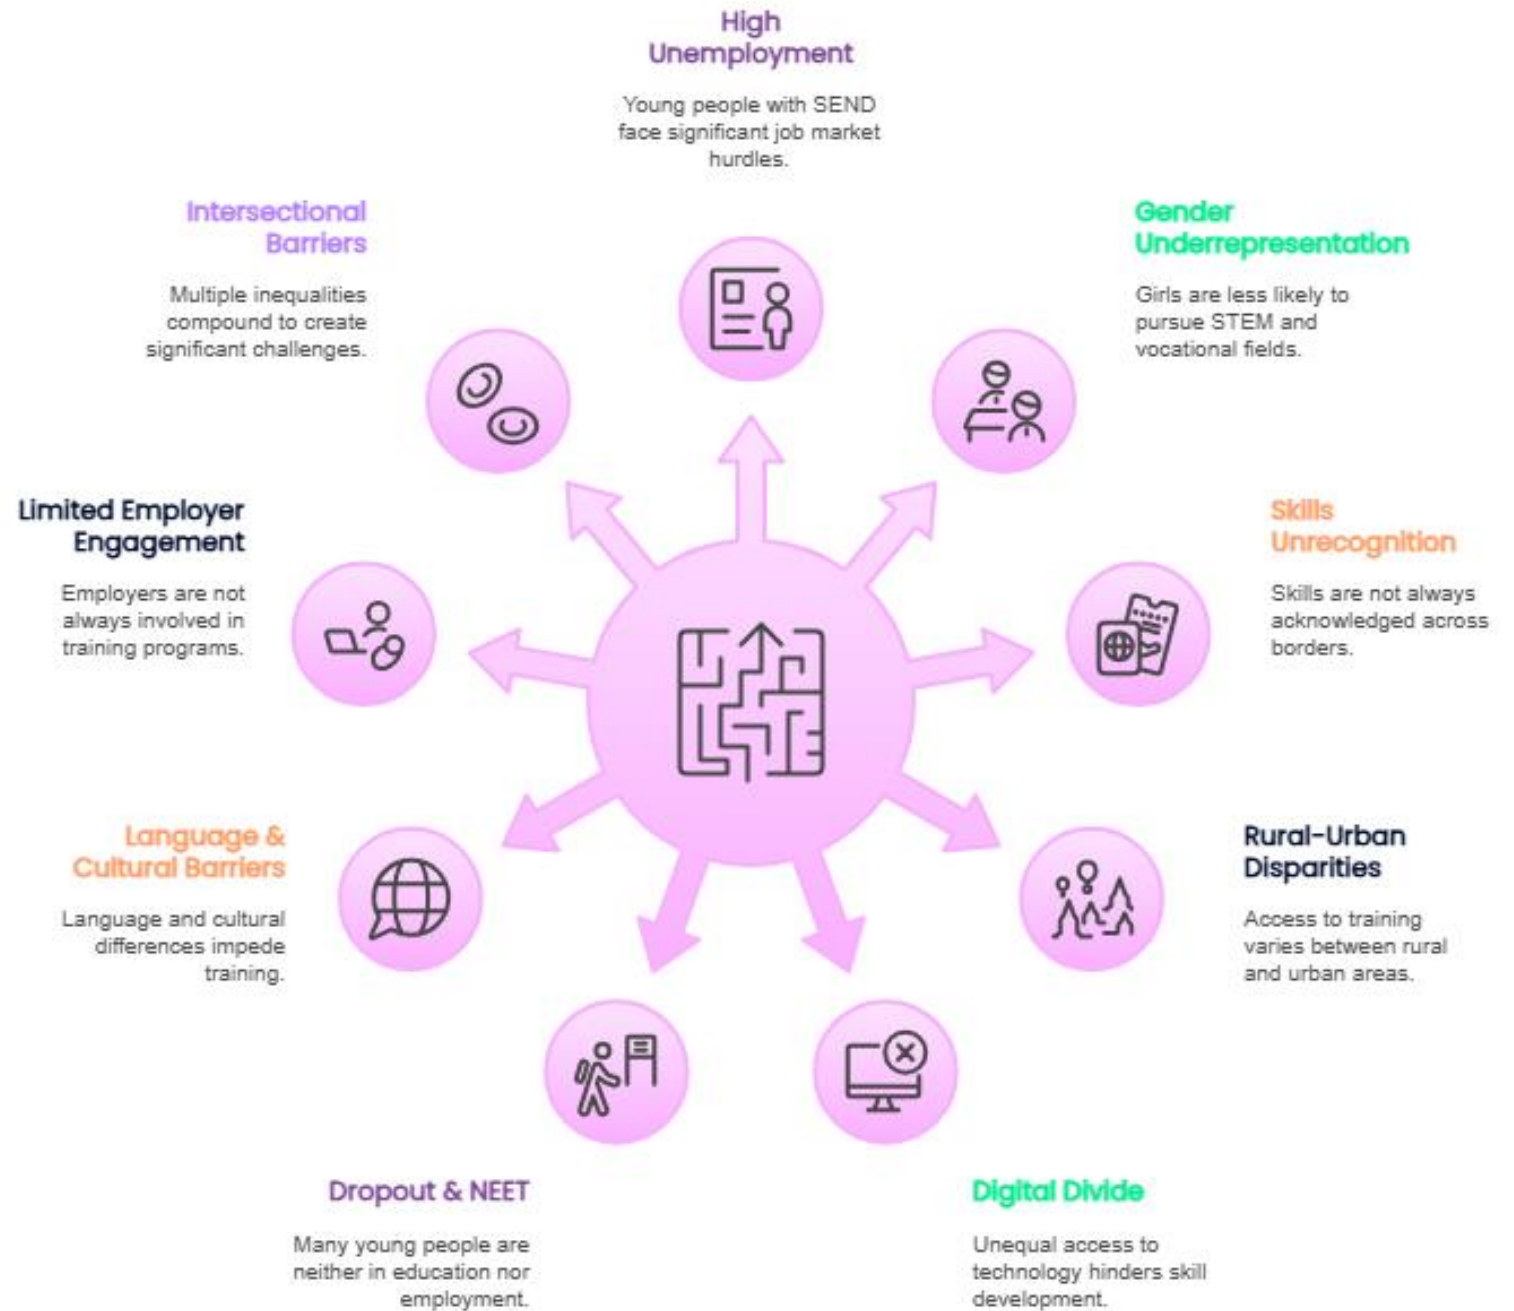 High
Unemployment
Young people with SEND
face significant job market
hurdles.
Intersectional
Barriers
Multiple inequalities
compound to create
significant challenges.
Gender
Underrepresentation
Girls are less likely to
pursue STEM and
vocational fields.
Limited Employer
Engagement
Employers are not
always involved in
training programs.
Skills
Unrecognition
Skills are not always
acknowledged across
borders.
Language &
Cultural Barriers
Language and cultural
differences impede
training.
Rural-Urban
Disparities
Access to training
varies between rural
and urban areas.
Dropout & NEET
Many young people are
neither in education nor
employment.
Digital Divide
Unequal access to
technology hinders skill
development.